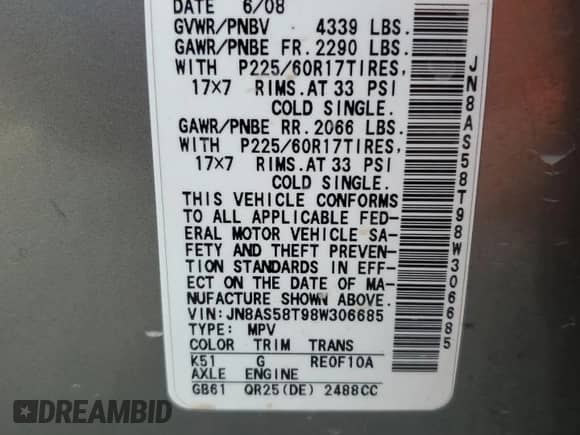 DATE 6/08
GVWR/PNBV 4339 LBS.
GAWR/PNBE FR. 2290 LBS.
WITH P225/60R17TIRES,
17×7 RIMS. AT 33 PSI
COLD SINGLE.
GAWR/PNBE RR. 2066 LBS.
WITH P225/60R17TIRES,
17×7 RIMS. AT 33 PSI
COLD SINGLE.
THIS VEHICLE CONFORMS
TO ALL APPLICABLE FED-
ERAL MOTOR VEHICLE SA-
FETY AND THEFT PREVEN-
TION STANDARDS IN EFF-
ECT ON THE DATE OF MA-
NUFACTURE SHOWN ABOVE.
VIN:JN8AS58T98W306685
TYPE: MPV
COLOR TRIM TRANS
K51 G RE0F10A
AXLE ENGINE
GB61 QR25(DE) 2488CC
JN8AS58T98W306685
DREAMBID